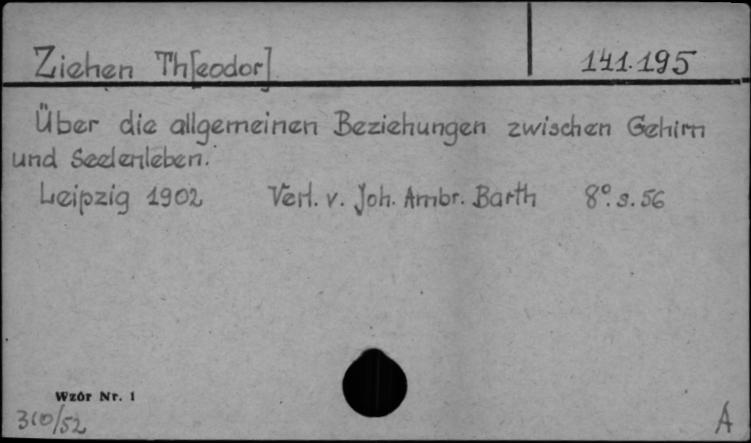 Ziehen Th[eodor] 141.195
Über die allgemeinen Beziehungen zwischen Gehirn
und Seelenleben.
Leipzig 1902 Verl. v. Joh. Ambr. Barth 8° s. 56
Wzór Nr. 1
310/52 A